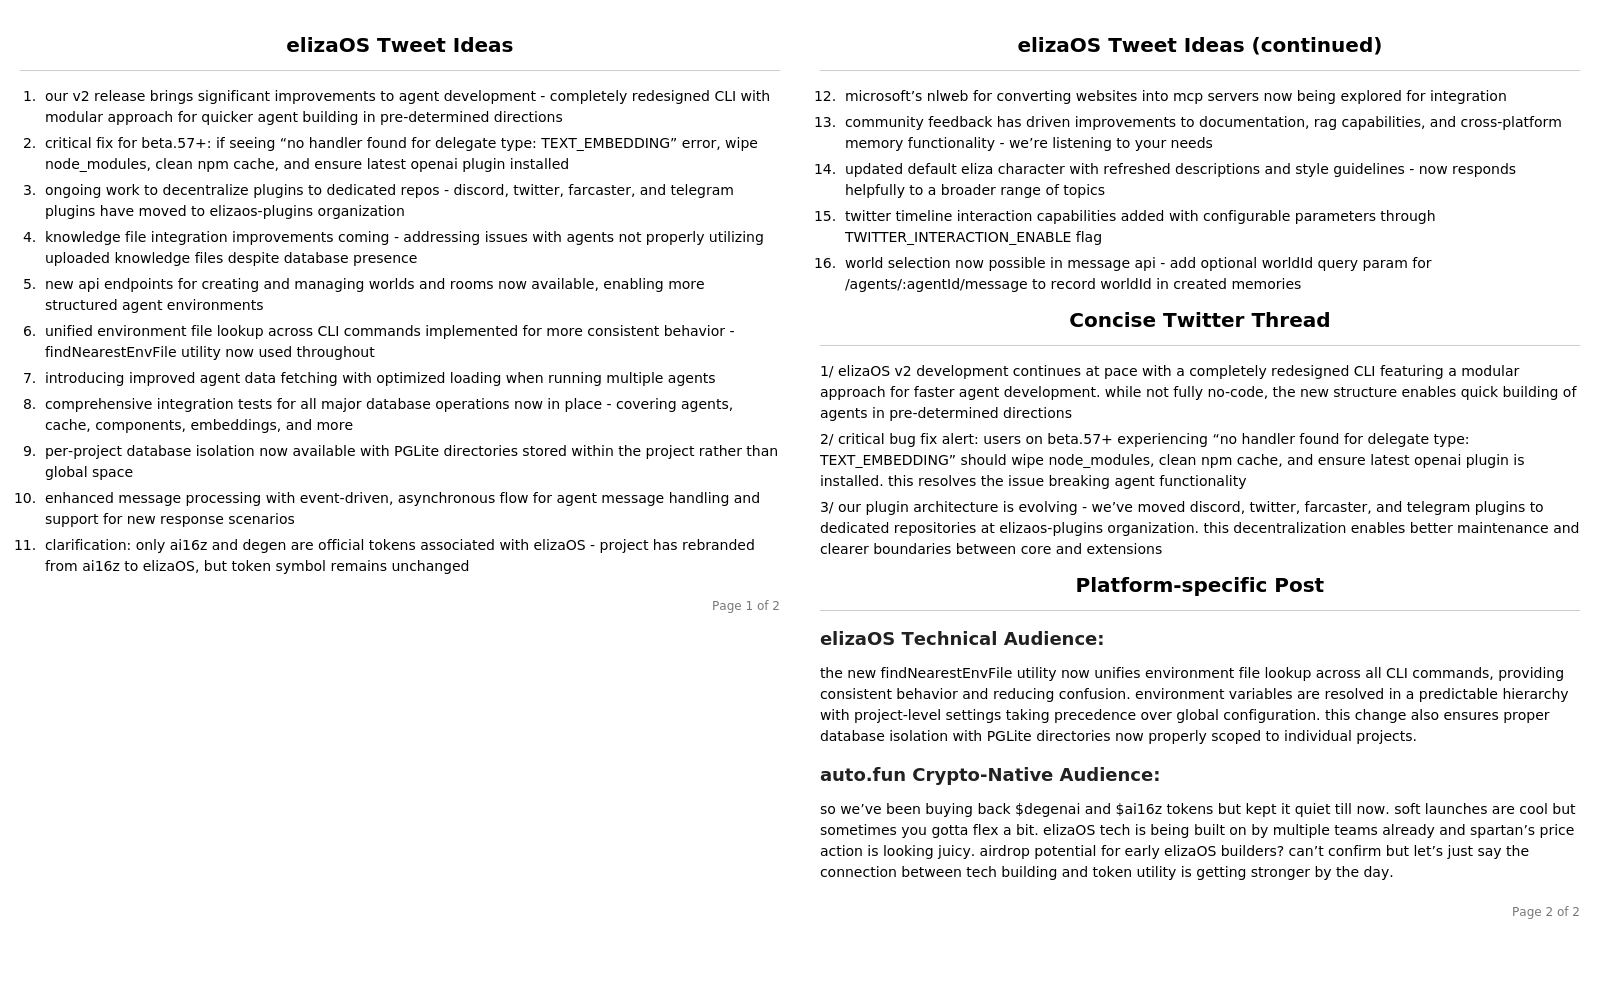 elizaOS Tweet Ideas
1. our v2 release brings significant improvements to agent development - completely redesigned CLI with
modular approach for quicker agent building in pre-determined directions
2. critical fix for beta.57+: if seeing “no handler found for delegate type: TEXT_EMBEDDING” error, wipe
node_modules, clean npm cache, and ensure latest openai plugin installed
3. ongoing work to decentralize plugins to dedicated repos - discord, twitter, farcaster, and telegram
plugins have moved to elizaos-plugins organization
4. knowledge file integration improvements coming - addressing issues with agents not properly utilizing
uploaded knowledge files despite database presence
5. new api endpoints for creating and managing worlds and rooms now available, enabling more
structured agent environments
6. unified environment file lookup across CLI commands implemented for more consistent behavior -
findNearestEnvFile utility now used throughout
7. introducing improved agent data fetching with optimized loading when running multiple agents
8. comprehensive integration tests for all major database operations now in place - covering agents,
cache, components, embeddings, and more
9. per-project database isolation now available with PGLite directories stored within the project rather than
global space
10. enhanced message processing with event-driven, asynchronous flow for agent message handling and
support for new response scenarios
11. clarification: only ai16z and degen are official tokens associated with elizaOS - project has rebranded
from ai16z to elizaOS, but token symbol remains unchanged
Page 1 of 2
elizaOS Tweet Ideas (continued)
12. microsoft’s nlweb for converting websites into mcp servers now being explored for integration
13. community feedback has driven improvements to documentation, rag capabilities, and cross-platform
memory functionality - we’re listening to your needs
14. updated default eliza character with refreshed descriptions and style guidelines - now responds
helpfully to a broader range of topics
15. twitter timeline interaction capabilities added with configurable parameters through
TWITTER_INTERACTION_ENABLE flag
16. world selection now possible in message api - add optional worldId query param for
/agents/:agentId/message to record worldId in created memories
Concise Twitter Thread
1/ elizaOS v2 development continues at pace with a completely redesigned CLI featuring a modular
approach for faster agent development. while not fully no-code, the new structure enables quick building of
agents in pre-determined directions
2/ critical bug fix alert: users on beta.57+ experiencing “no handler found for delegate type:
TEXT_EMBEDDING” should wipe node_modules, clean npm cache, and ensure latest openai plugin is
installed. this resolves the issue breaking agent functionality
3/ our plugin architecture is evolving - we’ve moved discord, twitter, farcaster, and telegram plugins to
dedicated repositories at elizaos-plugins organization. this decentralization enables better maintenance and
clearer boundaries between core and extensions
Platform-specific Post
elizaOS Technical Audience:
the new findNearestEnvFile utility now unifies environment file lookup across all CLI commands, providing
consistent behavior and reducing confusion. environment variables are resolved in a predictable hierarchy
with project-level settings taking precedence over global configuration. this change also ensures proper
database isolation with PGLite directories now properly scoped to individual projects.
auto.fun Crypto-Native Audience:
so we’ve been buying back $degenai and $ai16z tokens but kept it quiet till now. soft launches are cool but
sometimes you gotta flex a bit. elizaOS tech is being built on by multiple teams already and spartan’s price
action is looking juicy. airdrop potential for early elizaOS builders? can’t confirm but let’s just say the
connection between tech building and token utility is getting stronger by the day.
Page 2 of 2